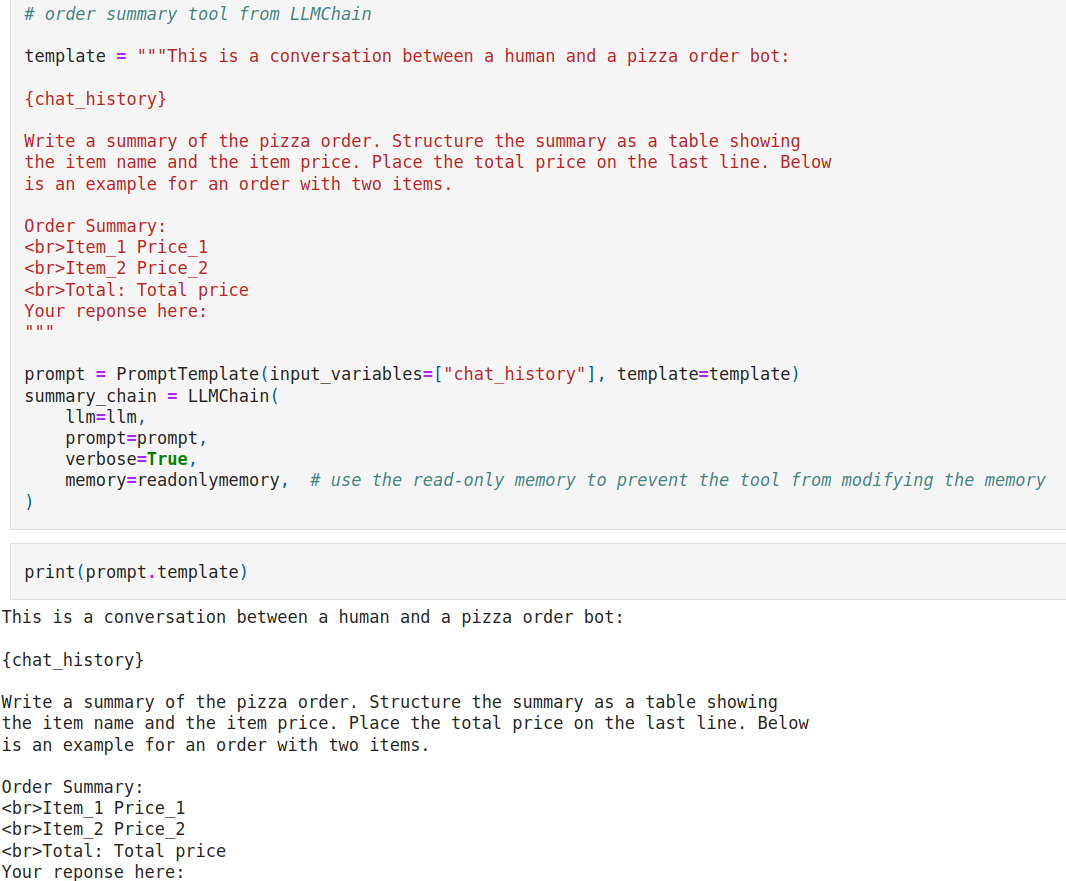 # order summary tool from LLMChain
template = """This is a conversation between a human and a pizza order bot:
{chat_history}
Write a summary of the pizza order. Structure the summary as a table showing
the item name and the item price. Place the total price on the last line. Below
is an example for an order with two items.
Order Summary:
<br>Item_1 Price_1
<br>Item_2 Price_2
<br>Total: Total price
Your reponse here:
"""
prompt = PromptTemplate(input_variables=["chat_history"], template=template)
summary_chain = LLMChain(
    llm=llm,
    prompt=prompt,
    verbose=True,
    memory=readonlymemory,  # use the read-only memory to prevent the tool from modifying the memory
)
print(prompt.template)
This is a conversation between a human and a pizza order bot:
{chat_history}
Write a summary of the pizza order. Structure the summary as a table showing
the item name and the item price. Place the total price on the last line. Below
is an example for an order with two items.
Order Summary:
<br>Item_1 Price_1
<br>Item_2 Price_2
<br>Total: Total price
Your reponse here: